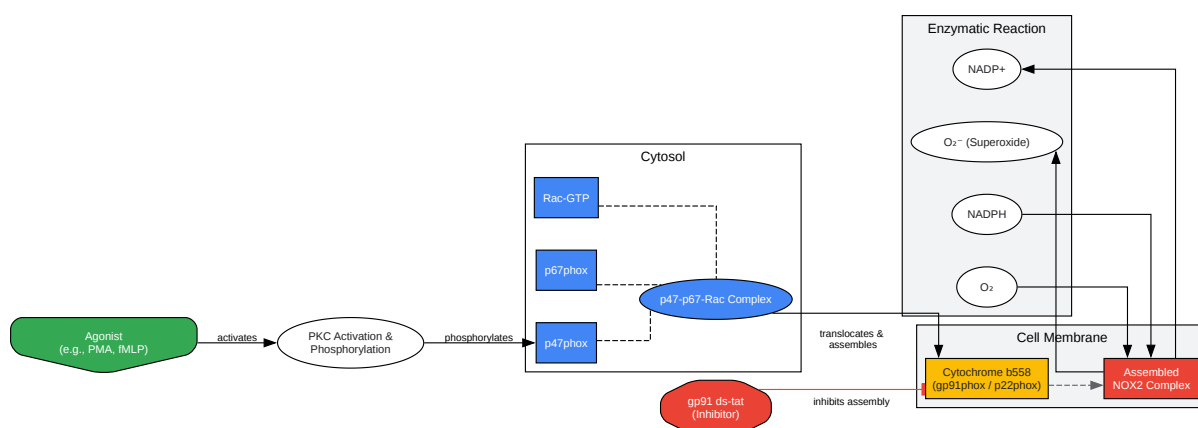 Enzymatic Reaction
NADP+
O₂⁻ (Superoxide)
NADPH
O₂
Cytosol
Rac-GTP
p67phox
p47phox
p47-p67-Rac Complex
Agonist
(e.g., PMA, fMLP)
activates
PKC Activation &
Phosphorylation
phosphorylates
translocates &
assembles
Cell Membrane
Cytochrome b558
(gp91phox / p22phox)
Assembled
NOX2 Complex
gp91 ds-tat
(Inhibitor)
inhibits assembly